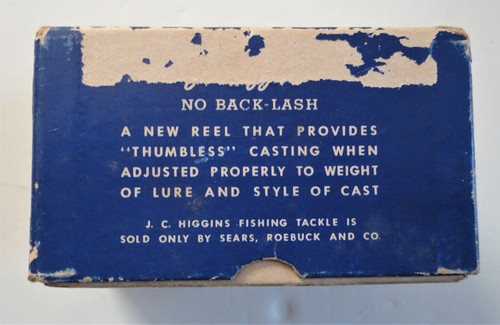 NO BACK-LASH
A NEW REEL THAT PROVIDES
"THUMBLESS" CASTING WHEN
ADJUSTED PROPERLY TO WEIGHT
OF LURE AND STYLE OF CAST
J. C. HIGGINS FISHING TACKLE IS
SOLD ONLY BY SEARS, ROEBUCK AND CO